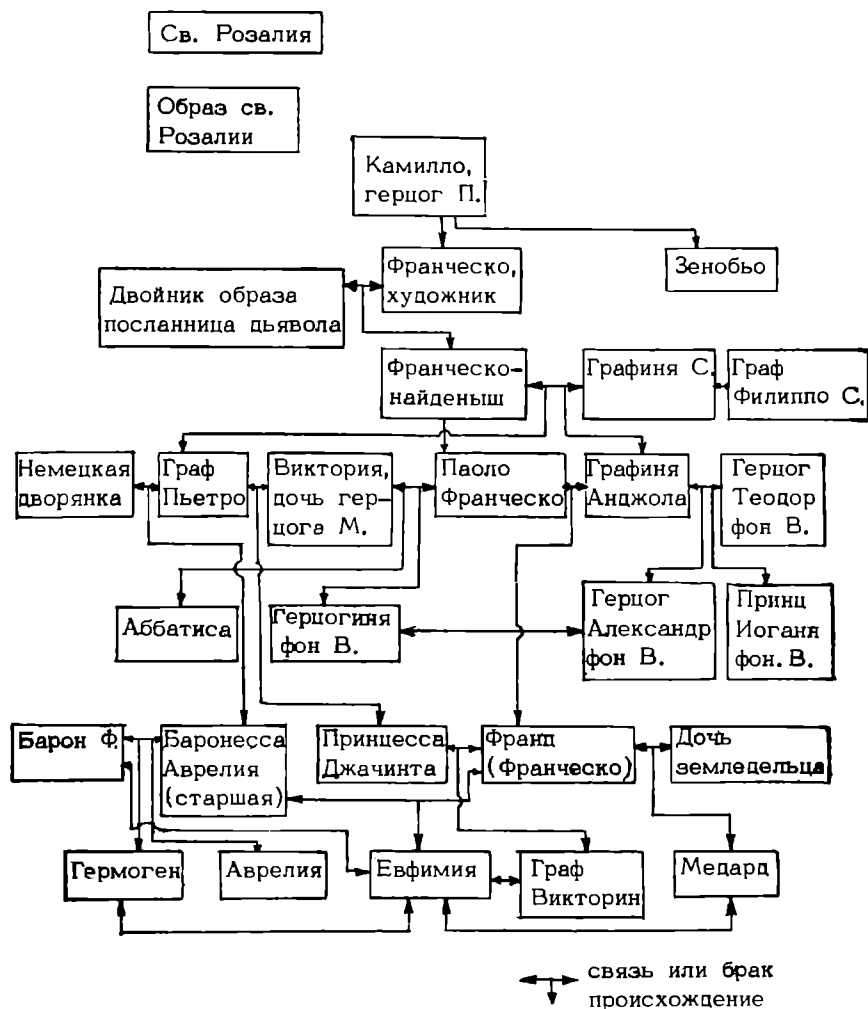 Св. Розалия
Образ св.
Розалии
Камилло,
герцог П.
Франческо,
художник
Зенобьо
Двойник образа
посланница дьявола
Франческо-
найденыш
Графиня С.
Граф
Филиппо С.
Немецкая
дворянка
Граф
Пьетро
Виктория,
дочь гер-
цога М.
Паоло
Франческо
Графиня
Анджола
Герцог
Теодор
фон В.
Аббатиса
Герцогиня
фон В.
Герцог
Александр
фон В.
Принц
Иоганя
фон. В.
Барон Ф.
Баронесса
Аврелия
(старшая)
Принцесса
Джачинта
Франц
(Франческо)
Дочь
земледельца
Гермоген
Аврелия
Евфимия
Граф
Викторин
Медард
связь или брак
происхождение